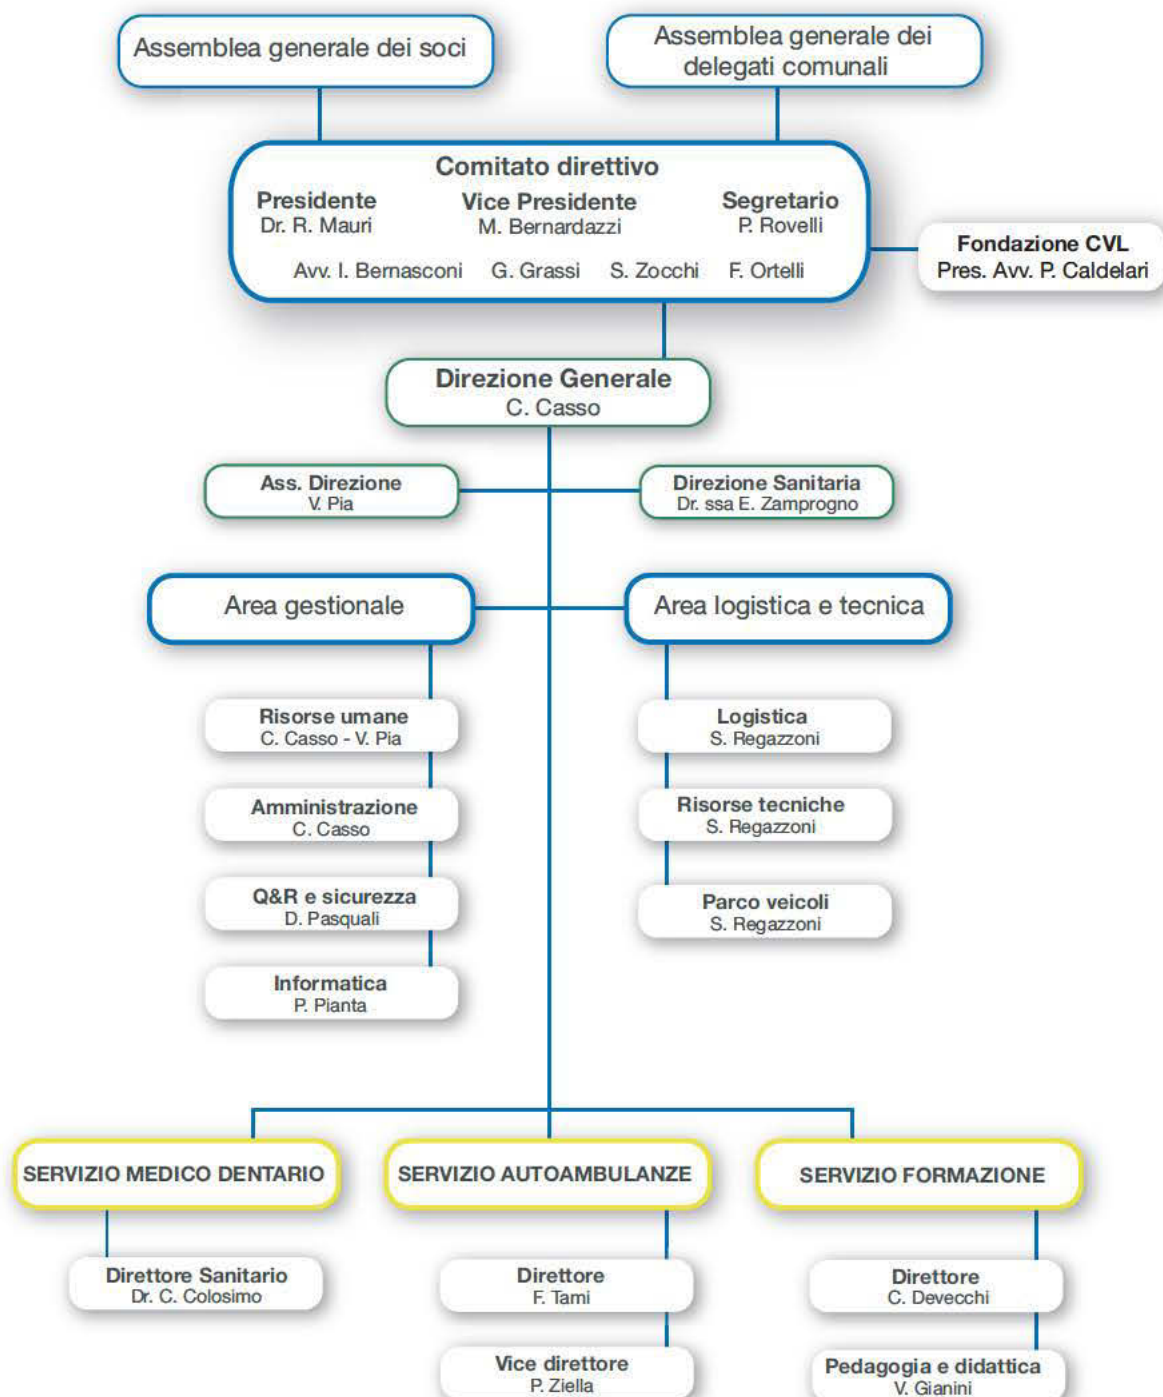 Assemblea generale dei soci
Assemblea generale dei
delegati comunali
Comitato direttivo
Presidente
Dr. R. Mauri
Vice Presidente
M. Bernardazzi
Segretario
P. Rovelli
Avv. I. Bernasconi G. Grassi S. Zocchi F. Ortelli
Fondazione CVL
Pres. Avv. P. Caldelari
Direzione Generale
C. Casso
Ass. Direzione
V. Pia
Direzione Sanitaria
Dr. ssa E. Zamprogno
Area gestionale
Area logistica e tecnica
Risorse umane
C. Casso - V. Pia
Logistica
S. Regazzoni
Amministrazione
C. Casso
Risorse tecniche
S. Regazzoni
Q&R e sicurezza
D. Pasquali
Parco veicoli
S. Regazzoni
Informatica
P. Pianta
SERVIZIO MEDICO DENTARIO
SERVIZIO AUTOAMBULANZE
SERVIZIO FORMAZIONE
Direttore Sanitario
Dr. C. Colosimo
Direttore
F. Tami
Direttore
C. Devecchi
Vice direttore
P. Ziella
Pedagogia e didattica
V. Gianini